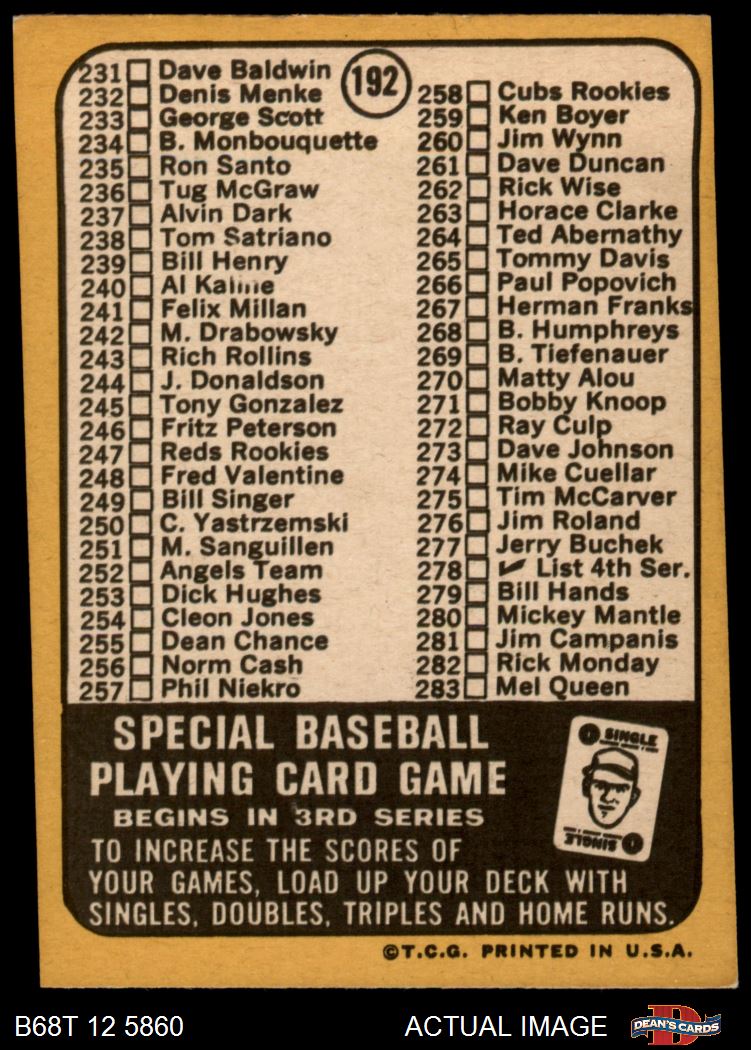 192
231 Dave Baldwin
232 Denis Menke
233 George Scott
234 B. Monbouquette
235 Ron Santo
236 Tug McGraw
237 Alvin Dark
238 Tom Satriano
239 Bill Henry
240 Al Kaline
241 Felix Millan
242 M. Drabowsky
243 Rich Rollins
244 J. Donaldson
245 Tony Gonzalez
246 Fritz Peterson
247 Reds Rookies
248 Fred Valentine
249 Bill Singer
250 C. Yastrzemski
251 M. Sanguillen
252 Angels Team
253 Dick Hughes
254 Cleon Jones
255 Dean Chance
256 Norm Cash
257 Phil Niekro
258 Cubs Rookies
259 Ken Boyer
260 Jim Wynn
261 Dave Duncan
262 Rick Wise
263 Horace Clarke
264 Ted Abernathy
265 Tommy Davis
266 Paul Popovich
267 Herman Franks
268 B. Humphreys
269 B. Tiefenauer
270 Matty Alou
271 Bobby Knoop
272 Ray Culp
273 Dave Johnson
274 Mike Cuellar
275 Tim McCarver
276 Jim Roland
277 Jerry Buchek
278 ✓ List 4th Ser.
279 Bill Hands
280 Mickey Mantle
281 Jim Campanis
282 Rick Monday
283 Mel Queen
SPECIAL BASEBALL
PLAYING CARD GAME
BEGINS IN 3RD SERIES
TO INCREASE THE SCORES OF
YOUR GAMES, LOAD UP YOUR DECK WITH
SINGLES, DOUBLES, TRIPLES AND HOME RUNS.
SINGLE
SINGLE
©T.C.G. PRINTED IN U.S.A.
B68T 12 5860
ACTUAL IMAGE
DEAN'S CARDS